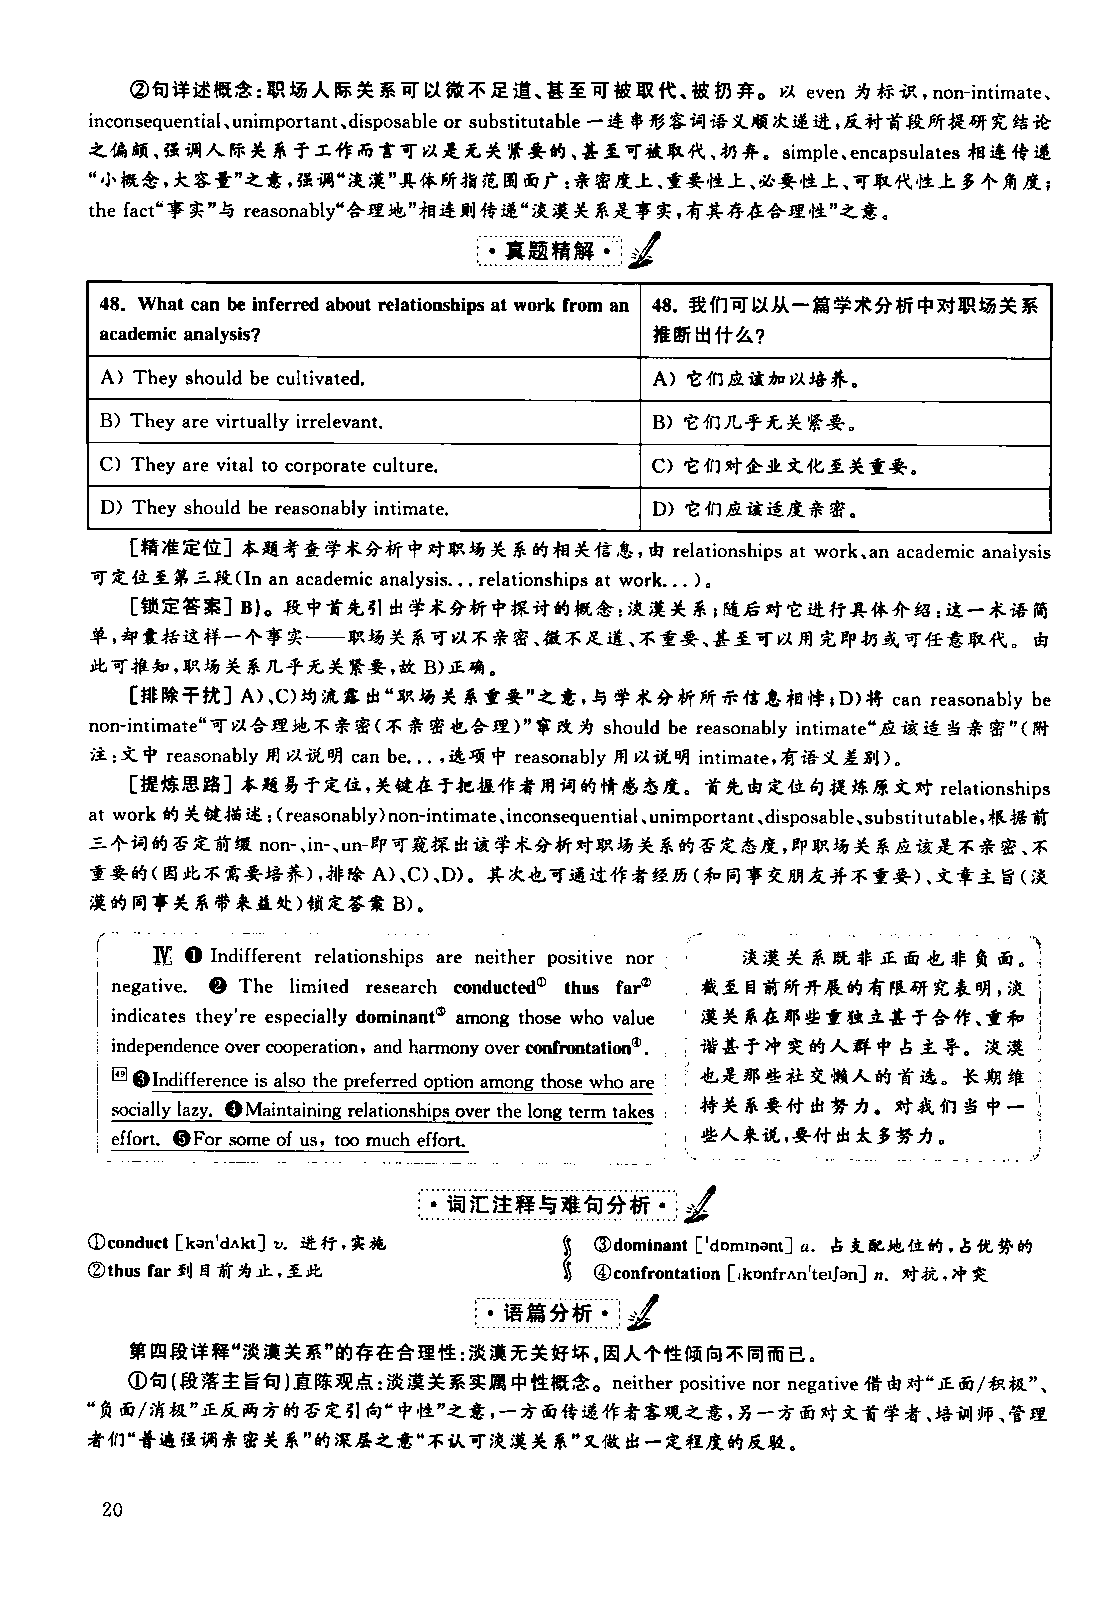 ②句详述概念:职场人际关系可以微不足道、甚至可被取代、被扔弃。以 even 为标识,non-intimate、
inconsequential、unimportant、disposable or substitutable 一连串形容词语义顺次递进,反衬首段所提研究结论
之偏颇、强调人际关系于工作而言可以是无关紧要的、甚至可被取代、扔弃。simple、encapsulates 相连传递
“小概念,大容量”之意,强调“淡漠”具体所指范围面广:亲密度上、重要性上、必要性上、可取代性上多个角度;
the fact“事实”与 reasonably“合理地”相连则传递“淡漠关系是事实,有其存在合理性”之意。
·真题精解·
48. What can be inferred about relationships at work from an
academic analysis?
48. 我们可以从一篇学术分析中对职场关系
推断出什么?
A) They should be cultivated.
A) 它们应该加以培养。
B) They are virtually irrelevant.
B) 它们几乎无关紧要。
C) They are vital to corporate culture.
C) 它们对企业文化至关重要。
D) They should be reasonably intimate.
D) 它们应该适度亲密。
[精准定位] 本题考查学术分析中对职场关系的相关信息,由 relationships at work、an academic analysis
可定位至第三段(In an academic analysis... relationships at work...)。
[锁定答案] B)。段中首先引出学术分析中探讨的概念:淡漠关系;随后对它进行具体介绍:这一术语简
单,却囊括这样一个事实——职场关系可以不亲密、微不足道、不重要、甚至可以用完即扔或可任意取代。由
此可推知,职场关系几乎无关紧要,故 B)正确。
[排除干扰] A)、C)均流露出“职场关系重要”之意,与学术分析所示信息相悖;D)将 can reasonably be
non-intimate“可以合理地不亲密(不亲密也合理)”窜改为 should be reasonably intimate“应该适当亲密”(附
注:文中 reasonably 用以说明 can be...,选项中 reasonably 用以说明 intimate,有语义差别)。
[提炼思路] 本题易于定位,关键在于把握作者用词的情感态度。首先由定位句提炼原文对 relationships
at work 的关键描述:(reasonably)non-intimate、inconsequential、unimportant、disposable、substitutable,根据前
三个词的否定前缀 non-、in-、un-即可窥探出该学术分析对职场关系的否定态度,即职场关系应该是不亲密、不
重要的(因此不需要培养),排除 A)、C)、D)。其次也可通过作者经历(和同事交朋友并不重要)、文章主旨(淡
漠的同事关系带来益处)锁定答案 B)。
Ⅳ ❶ Indifferent relationships are neither positive nor
negative. ❷ The limited research conducted① thus far②
indicates they're especially dominant③ among those who value
independence over cooperation, and harmony over confrontation④.
[49] ❸Indifference is also the preferred option among those who are
socially lazy. ❹Maintaining relationships over the long term takes
effort. ❺For some of us, too much effort.
淡漠关系既非正面也非负面。
截至目前所开展的有限研究表明,淡
漠关系在那些重独立甚于合作、重和
谐甚于冲突的人群中占主导。淡漠
也是那些社交懒人的首选。长期维
持关系要付出努力。对我们当中一
些人来说,要付出太多努力。
·词汇注释与难句分析·
①conduct [kən'dʌkt] v. 进行,实施
②thus far 到目前为止,至此
③dominant ['dɒmɪnənt] a. 占支配地位的,占优势的
④confrontation [ˌkɒnfrʌn'teɪʃən] n. 对抗,冲突
·语篇分析·
第四段详释“淡漠关系”的存在合理性:淡漠无关好坏,因人个性倾向不同而已。
①句(段落主旨句)直陈观点:淡漠关系实属中性概念。neither positive nor negative 借由对“正面/积极”、
“负面/消极”正反两方的否定引向“中性”之意,一方面传递作者客观之意,另一方面对文首学者、培训师、管理
者们“普遍强调亲密关系”的深层之意“不认可淡漠关系”又做出一定程度的反驳。
20